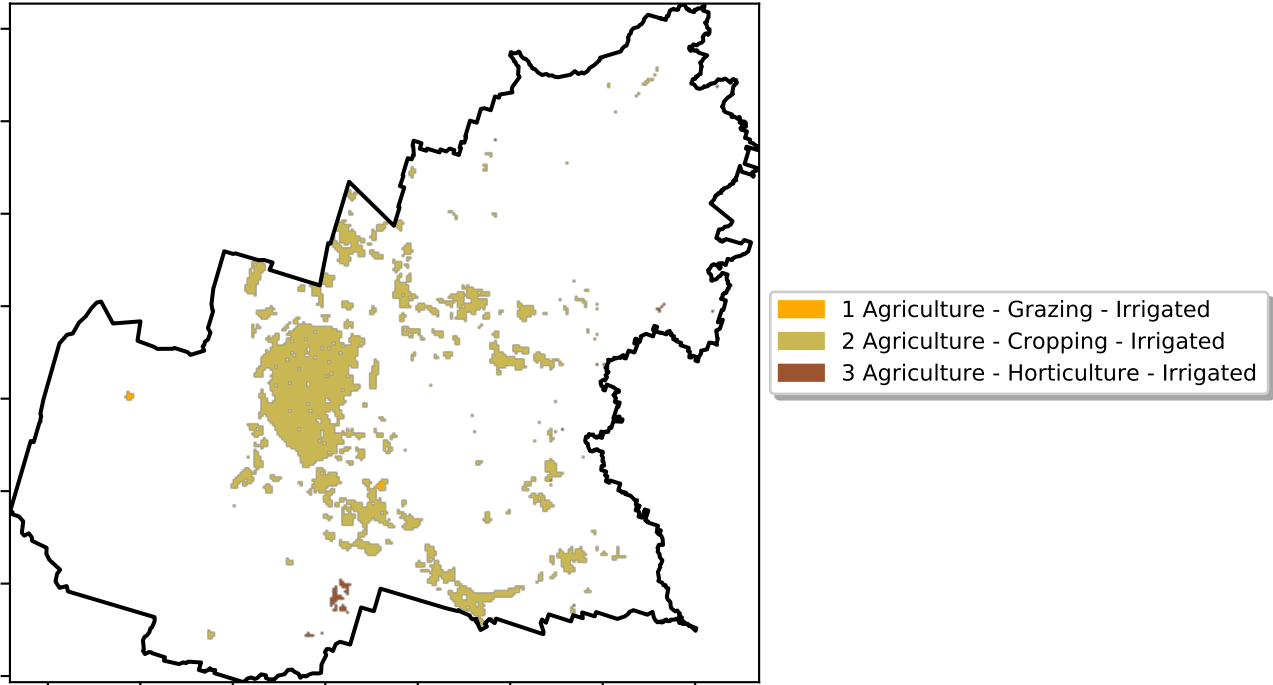 1 Agriculture - Grazing - Irrigated
2 Agriculture - Cropping - Irrigated
3 Agriculture - Horticulture - Irrigated